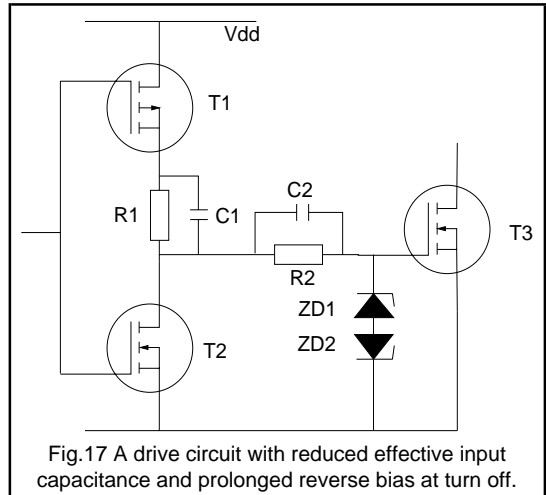 Vdd
T1
R1
C1
C2
R2
T3
ZD1
ZD2
T2
Fig.17 A drive circuit with reduced effective input
capacitance and prolonged reverse bias at turn off.